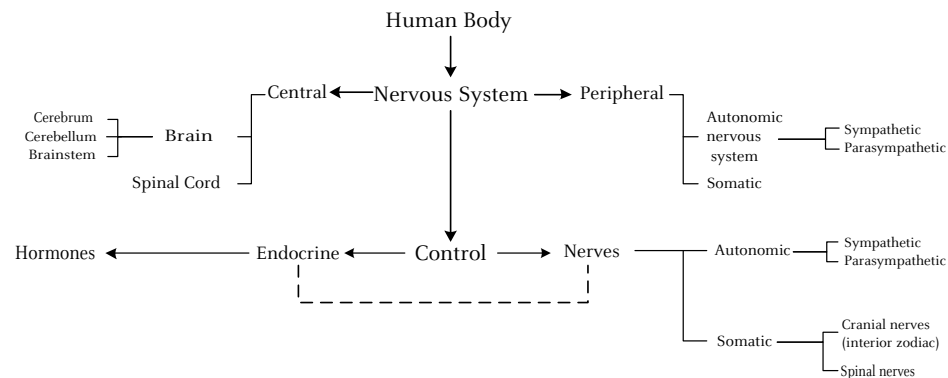 Human Body
Central
Nervous System
Peripheral
Cerebrum
Cerebellum
Brainstem
Brain
Spinal Cord
Autonomic
nervous
system
Sympathetic
Parasympathetic
Somatic
Hormones
Endocrine
Control
Nerves
Autonomic
Sympathetic
Parasympathetic
Somatic
Cranial nerves
(interior zodiac)
Spinal nerves